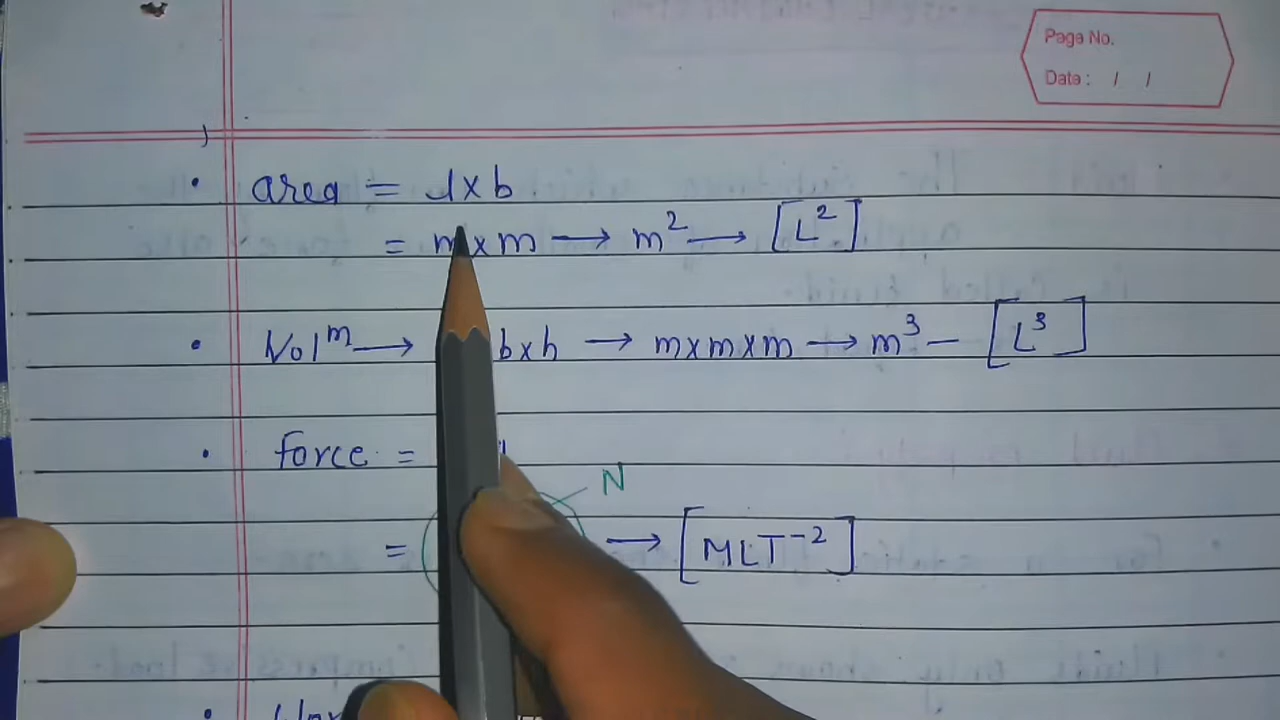 Page No.
Date : / /
• area = l x b
= m x m → m² → [L²]
• Vol^m → b x h → m x m x m → m³ – [L³]
• force =
N
= → [MLT⁻²]